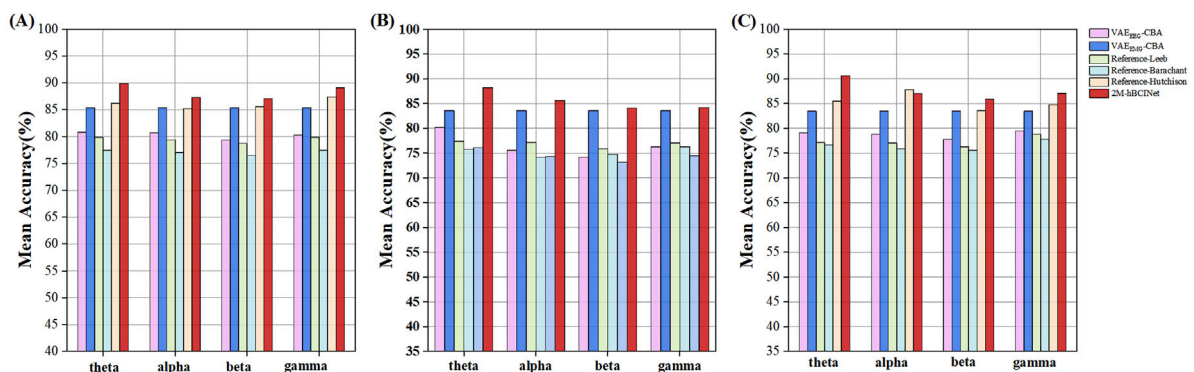 (A)
Mean Accuracy(%)
100
95
90
85
80
75
70
65
60
55
50
45
40
theta alpha beta gamma
(B)
Mean Accuracy(%)
100
95
90
85
80
75
70
65
60
55
50
45
40
35
theta alpha beta gamma
(C)
Mean Accuracy(%)
100
95
90
85
80
75
70
65
60
55
50
45
40
35
theta alpha beta gamma
VAE_EEG-CBA
VAE_EMG-CBA
Reference-Leeb
Reference-Barachant
Reference-Hutchison
2M-hBCINet